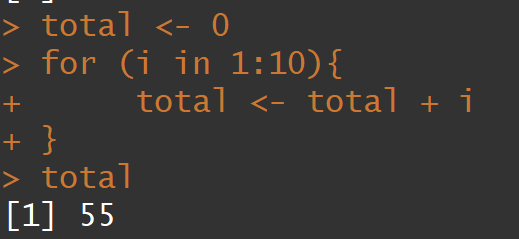 > total <- 0
> for (i in 1:10){
+     total <- total + i
+ }
> total
[1] 55